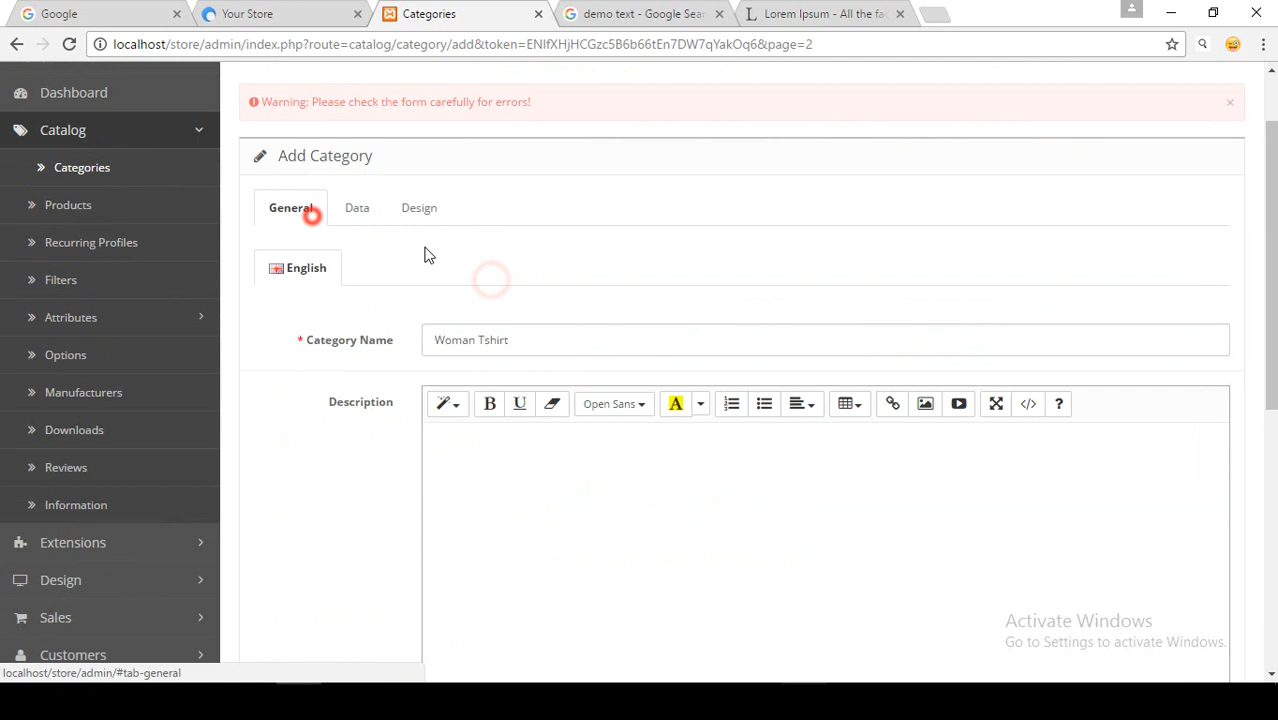 Google
Your Store
Categories
demo text - Google Sear
Lorem Ipsum - All the fac
localhost/store/admin/index.php?route=catalog/category/add&token=ENIfXHjHCGzc5B6b66tEn7DW7qYakOq6&page=2
Dashboard
Catalog
Categories
Products
Recurring Profiles
Filters
Attributes
Options
Manufacturers
Downloads
Reviews
Information
Extensions
Design
Sales
Customers
Warning: Please check the form carefully for errors!
Add Category
General Data Design
English
* Category Name Woman Tshirt
Description
B U Open Sans A </> ?
Activate Windows
Go to Settings to activate Windows.
localhost/store/admin/#tab-general